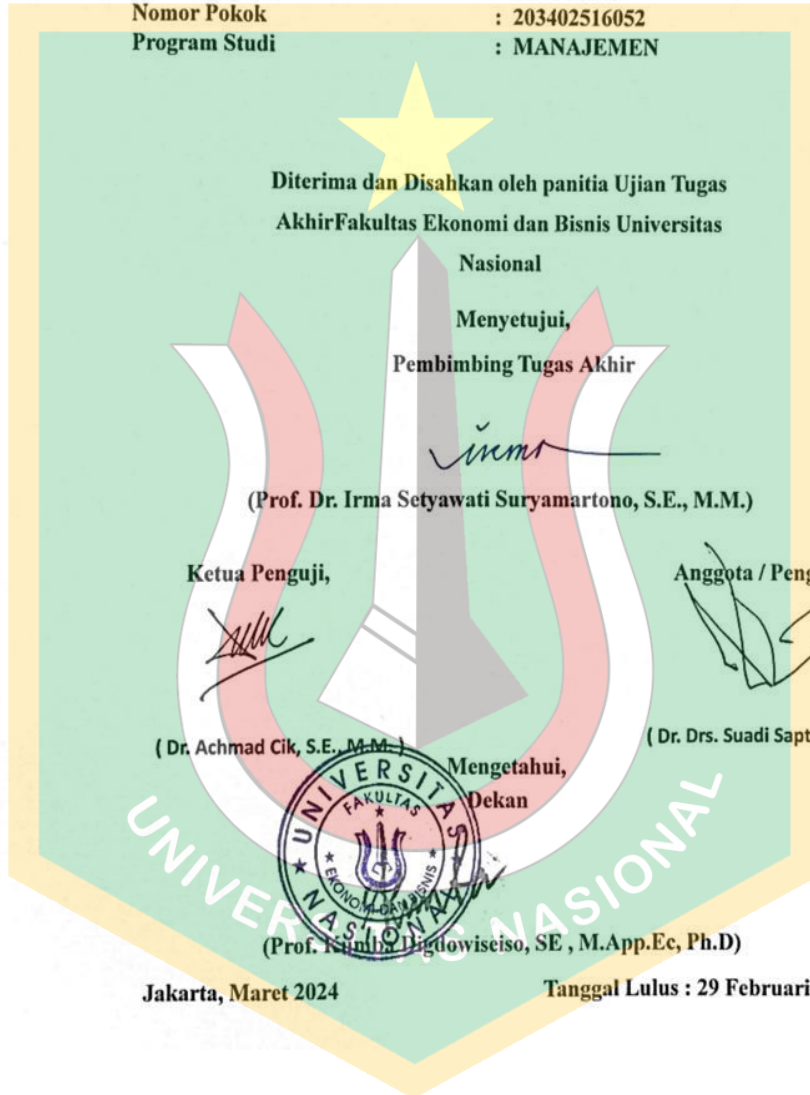 Nomor Pokok : 203402516052
Program Studi : MANAJEMEN
Diterima dan Disahkan oleh panitia Ujian Tugas
AkhirFakultas Ekonomi dan Bisnis Universitas
Nasional
Menyetujui,
Pembimbing Tugas Akhir
(Prof. Dr. Irma Setyawati Suryamartono, S.E., M.M.)
Ketua Penguji,
Anggota / Peng
( Dr. Achmad Cik, S.E., M.M. )
( Dr. Drs. Suadi Sapt
Mengetahui,
Dekan
UNIVERSITAS NASIONAL
FAKULTAS
EKONOMI DAN BISNIS
(Prof. Kumba Digdowiseiso, SE , M.App.Ec, Ph.D)
UNIVERSITAS NASIONAL
Jakarta, Maret 2024
Tanggal Lulus : 29 Februari